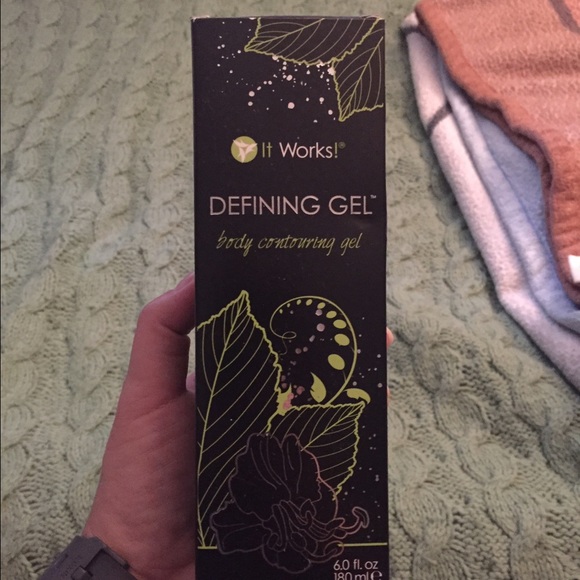 It Works!®
DEFINING GEL™
body contouring gel
6.0 fl. oz
180 ml ℮